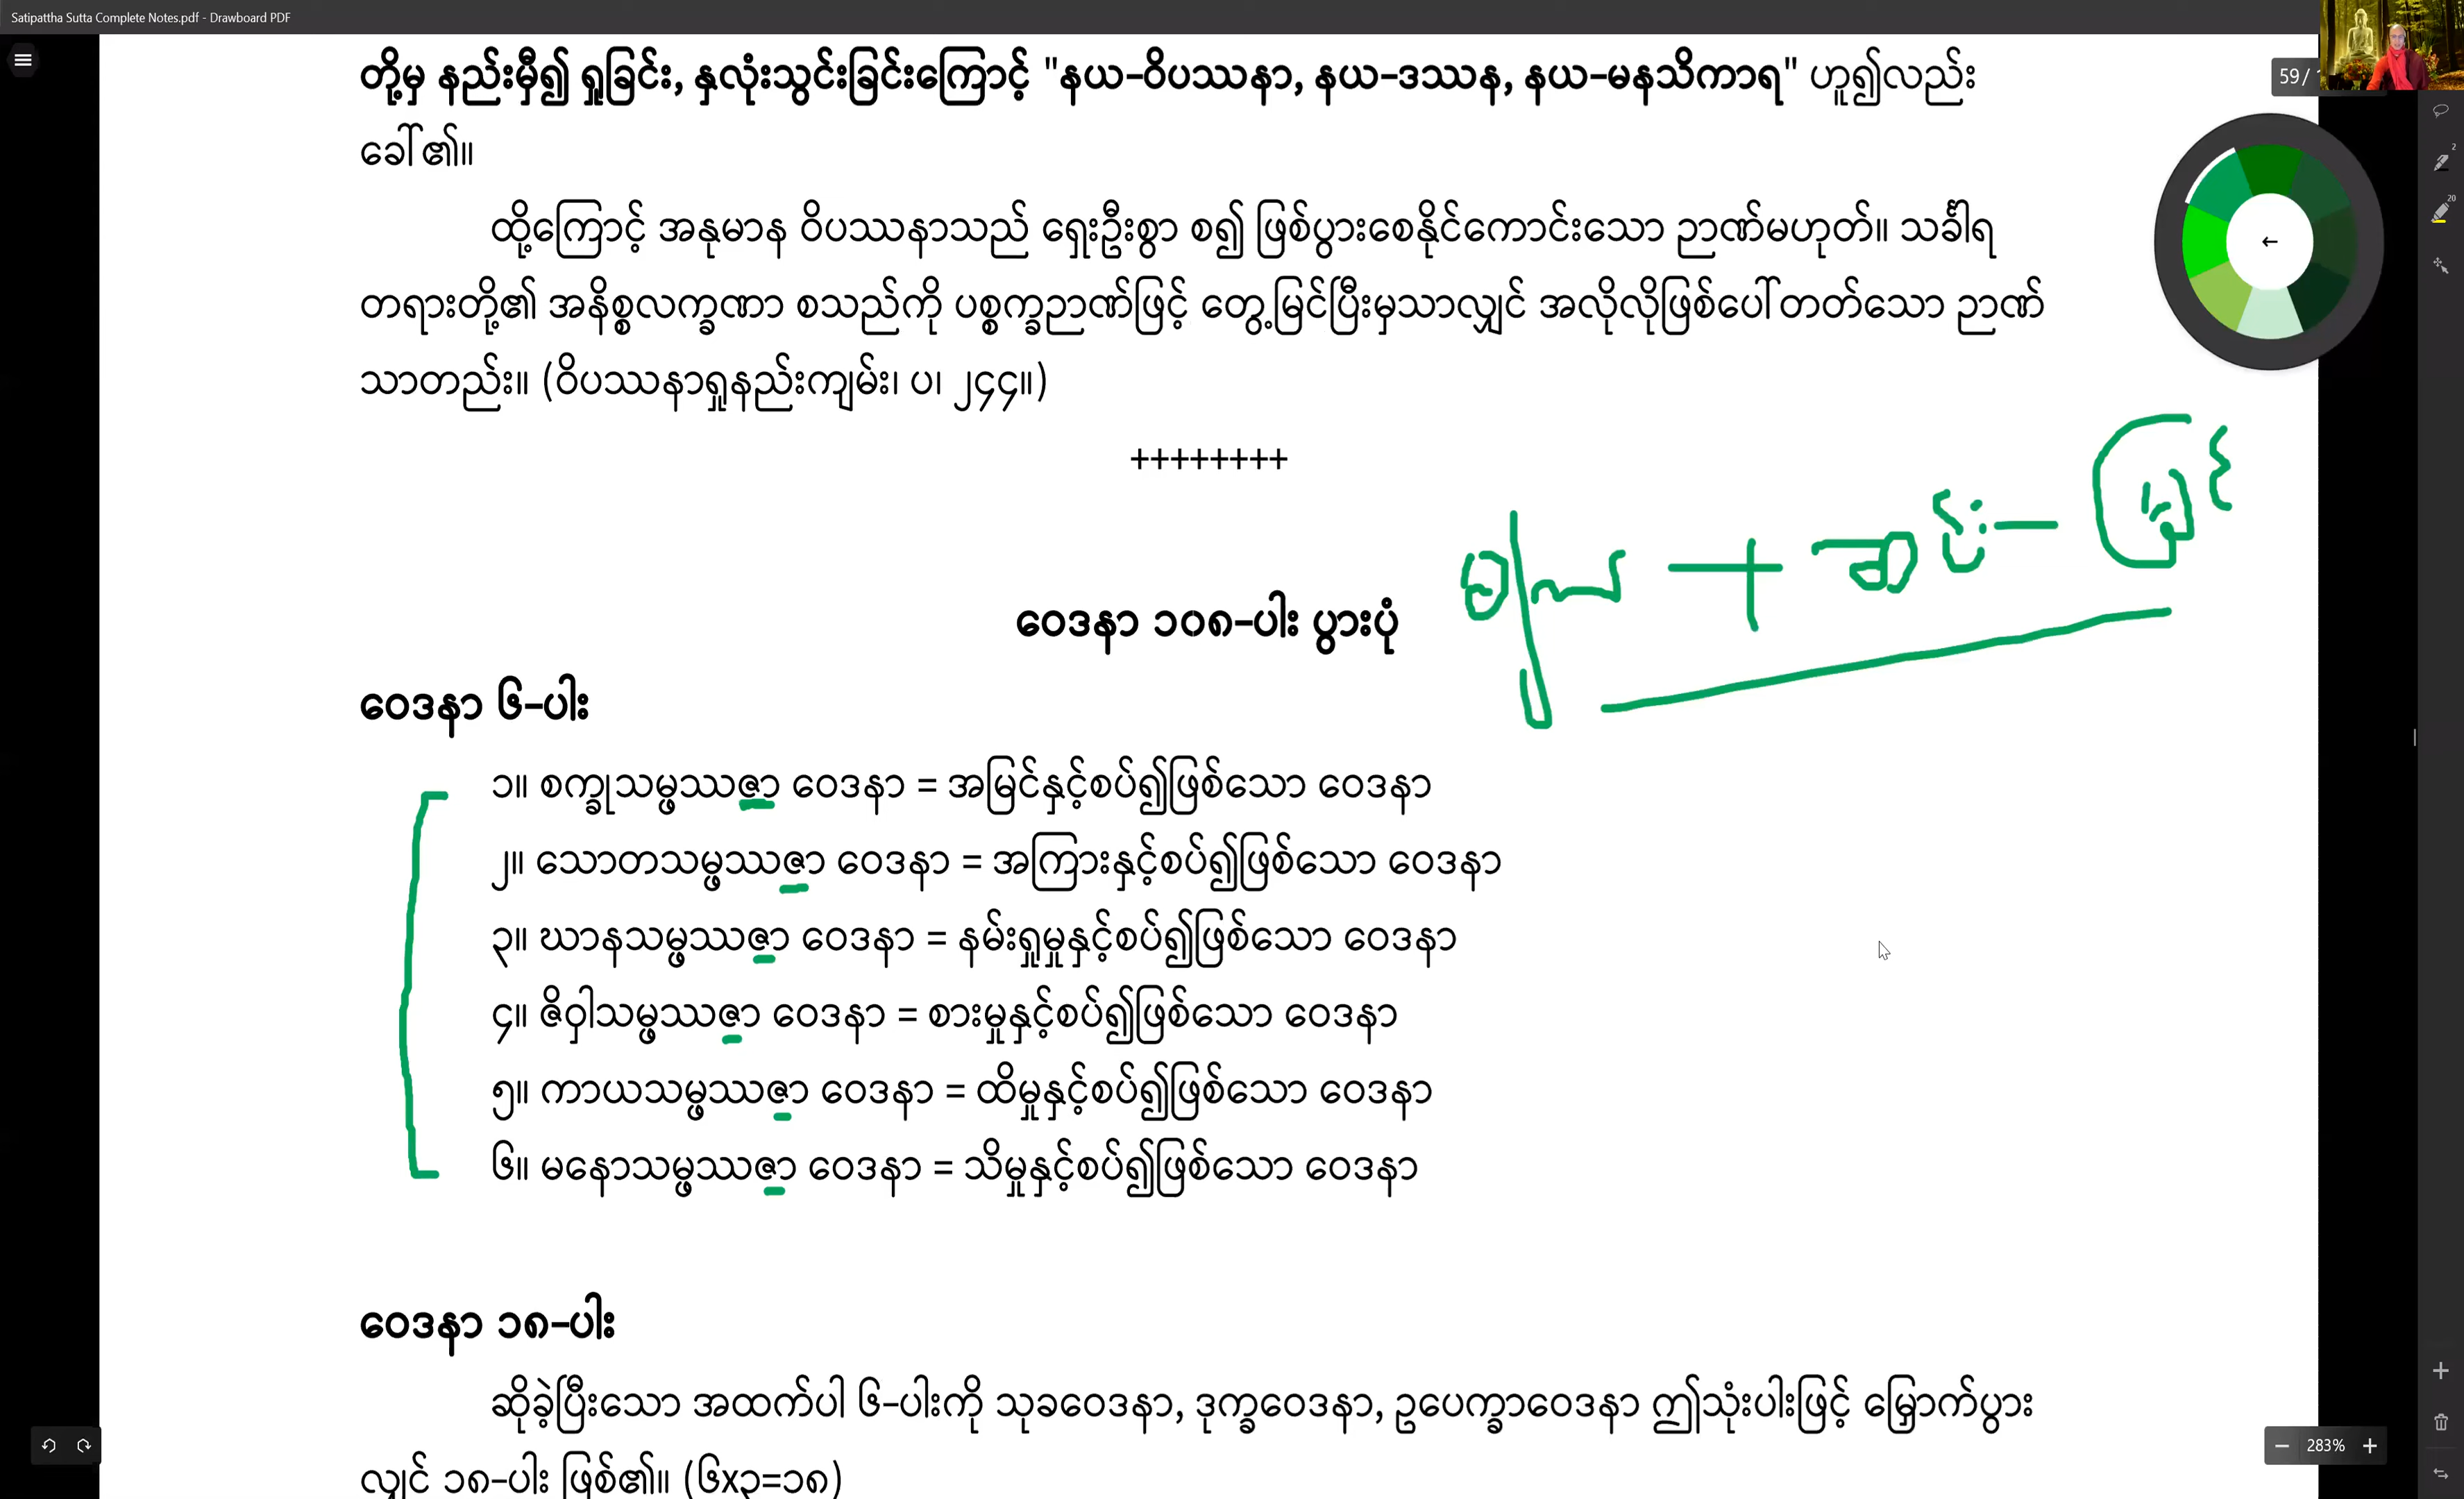 Satipattha Sutta Complete Notes.pdf - Drawboard PDF
တို့မှ နည်းမှီ၍ ရှုခြင်း, နှလုံးသွင်းခြင်းကြောင့် "နယ–ဝိပဿနာ, နယ–ဒဿန, နယ–မနသိကာရ" ဟူ၍လည်း
ခေါ်၏။
59/
2
20
ထို့ကြောင့် အနုမာန ဝိပဿနာသည် ရှေးဦးစွာ စ၍ ဖြစ်ပွားစေနိုင်ကောင်းသော ဉာဏ်မဟုတ်။ သင်္ခါရ
တရားတို့၏ အနိစ္စလက္ခဏာ စသည်ကို ပစ္စက္ခဉာဏ်ဖြင့် တွေ့မြင်ပြီးမှသာလျှင် အလိုလိုဖြစ်ပေါ်တတ်သော ဉာဏ်
သာတည်း။ (ဝိပဿနာရှုနည်းကျမ်း၊ ပ၊ ၂၄၄။)
++++++++
ဝေဒနာ ၁၀၈–ပါး ပွားပုံ
ဝေဒနာ ၆–ပါး
၁။ စက္ခုသမ္ဖဿဇာ ဝေဒနာ = အမြင်နှင့်စပ်၍ဖြစ်သော ဝေဒနာ
၂။ သောတသမ္ဖဿဇာ ဝေဒနာ = အကြားနှင့်စပ်၍ဖြစ်သော ဝေဒနာ
၃။ ဃာနသမ္ဖဿဇာ ဝေဒနာ = နမ်းရှုမှုနှင့်စပ်၍ဖြစ်သော ဝေဒနာ
၄။ ဇိဝှါသမ္ဖဿဇာ ဝေဒနာ = စားမှုနှင့်စပ်၍ဖြစ်သော ဝေဒနာ
၅။ ကာယသမ္ဖဿဇာ ဝေဒနာ = ထိမှုနှင့်စပ်၍ဖြစ်သော ဝေဒနာ
၆။ မနောသမ္ဖဿဇာ ဝေဒနာ = သိမှုနှင့်စပ်၍ဖြစ်သော ဝေဒနာ
ဝေဒနာ ၁၈–ပါး
ဆိုခဲ့ပြီးသော အထက်ပါ ၆–ပါးကို သုခဝေဒနာ, ဒုက္ခဝေဒနာ, ဥပေက္ခာဝေဒနာ ဤသုံးပါးဖြင့် မြှောက်ပွား
လျှင် ၁၈–ပါး ဖြစ်၏။ (၆x၃=၁၈)
283%